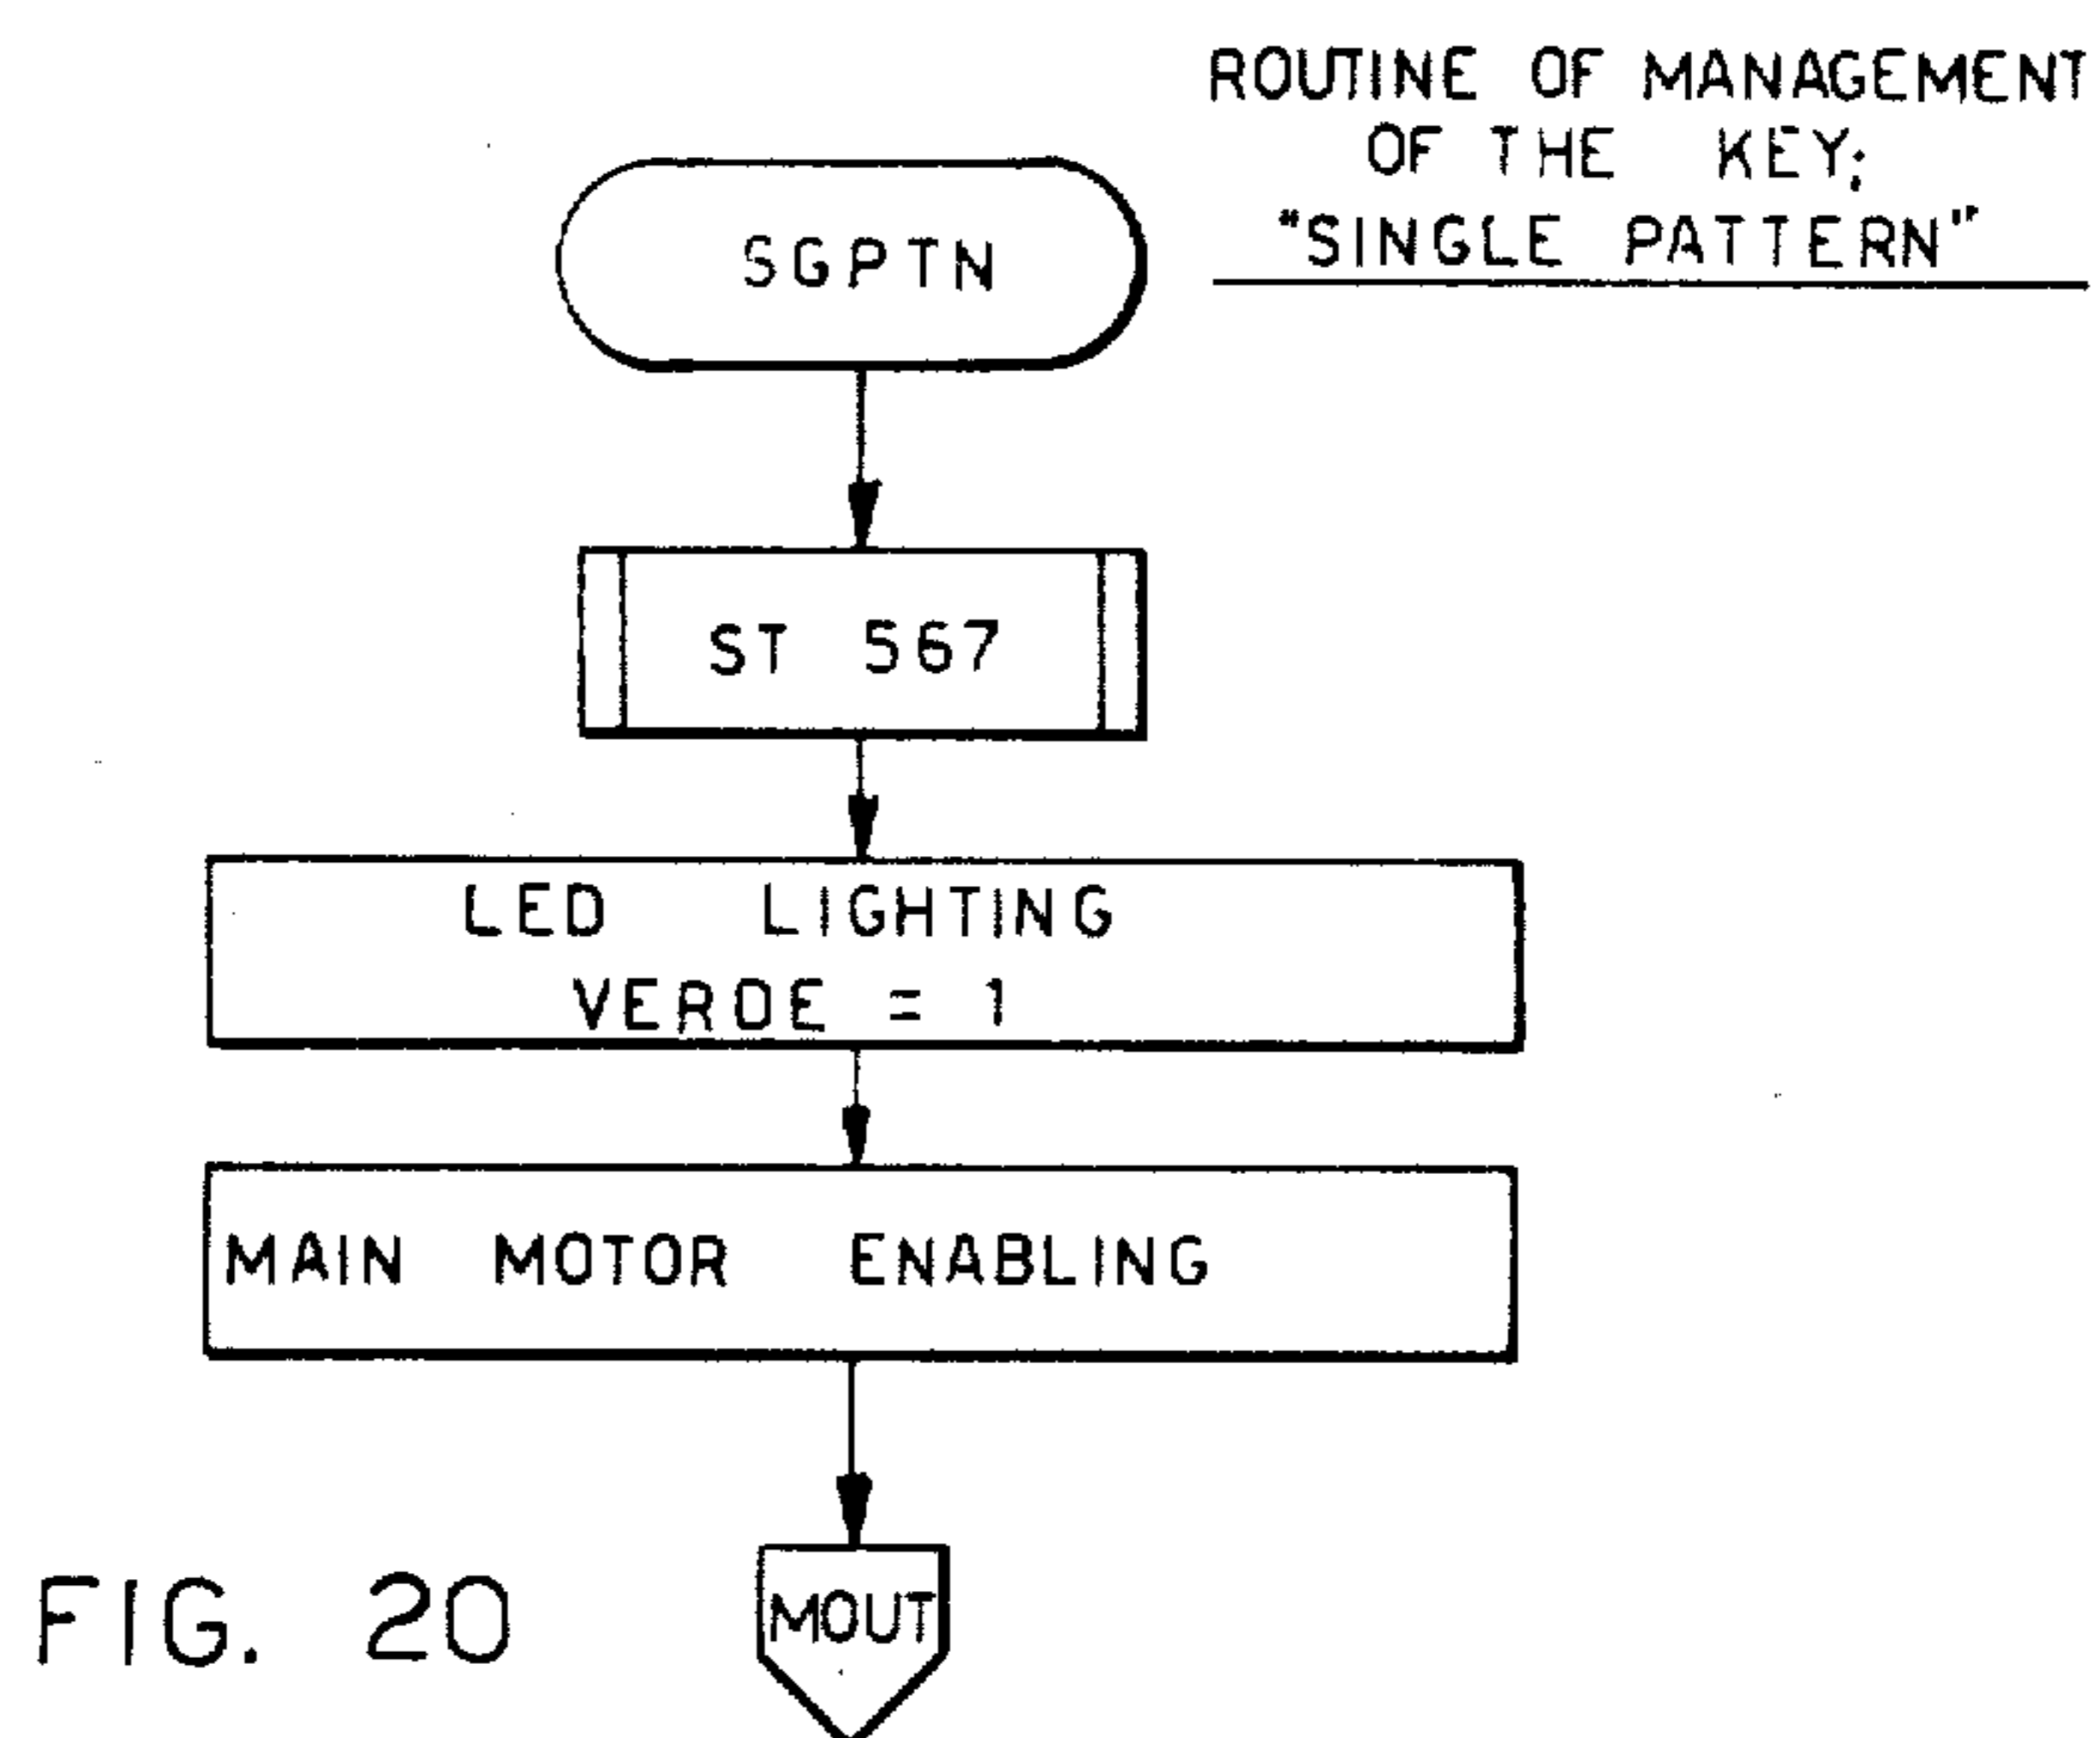 ROUTINE OF MANAGEMENT
OF THE KEY;
"SINGLE PATTERN"
SGPTN
ST 567
LED LIGHTING
VERDE = 1
MAIN MOTOR ENABLING
MOUT
FIG. 20